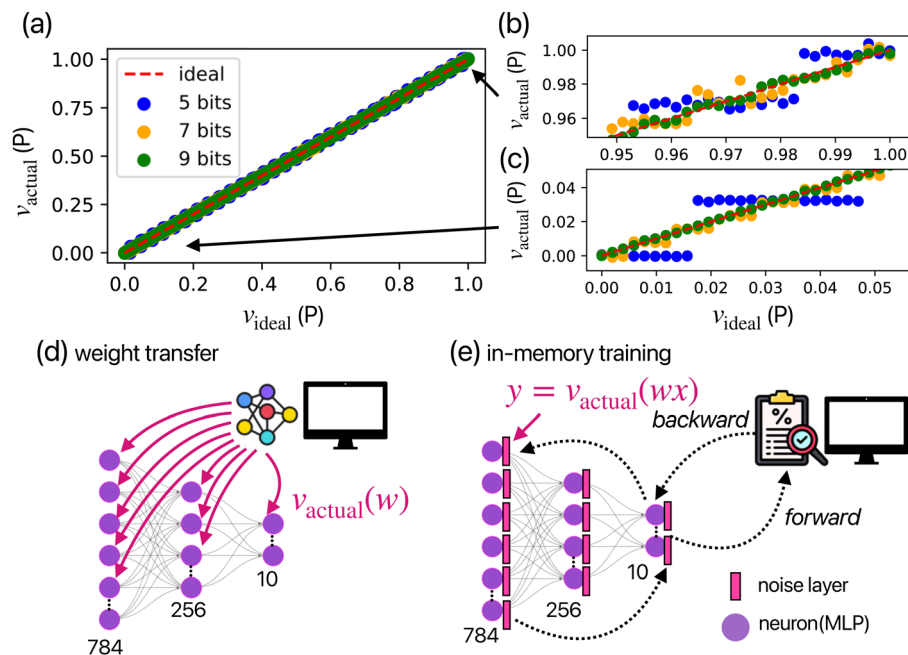 (a)
1.00
0.75
0.50
0.25
0.00
v_actual (P)
ideal
5 bits
7 bits
9 bits
0.0 0.2 0.4 0.6 0.8 1.0
v_ideal (P)
(b)
1.00
0.98
0.96
v_actual (P)
0.95 0.96 0.97 0.98 0.99 1.00
(c)
0.04
0.02
0.00
v_actual (P)
0.00 0.01 0.02 0.03 0.04 0.05
v_ideal (P)
(d) weight transfer
v_actual(w)
10
256
784
(e) in-memory training
y = v_actual(wx)
backward
%
forward
10
256
784
noise layer
neuron(MLP)